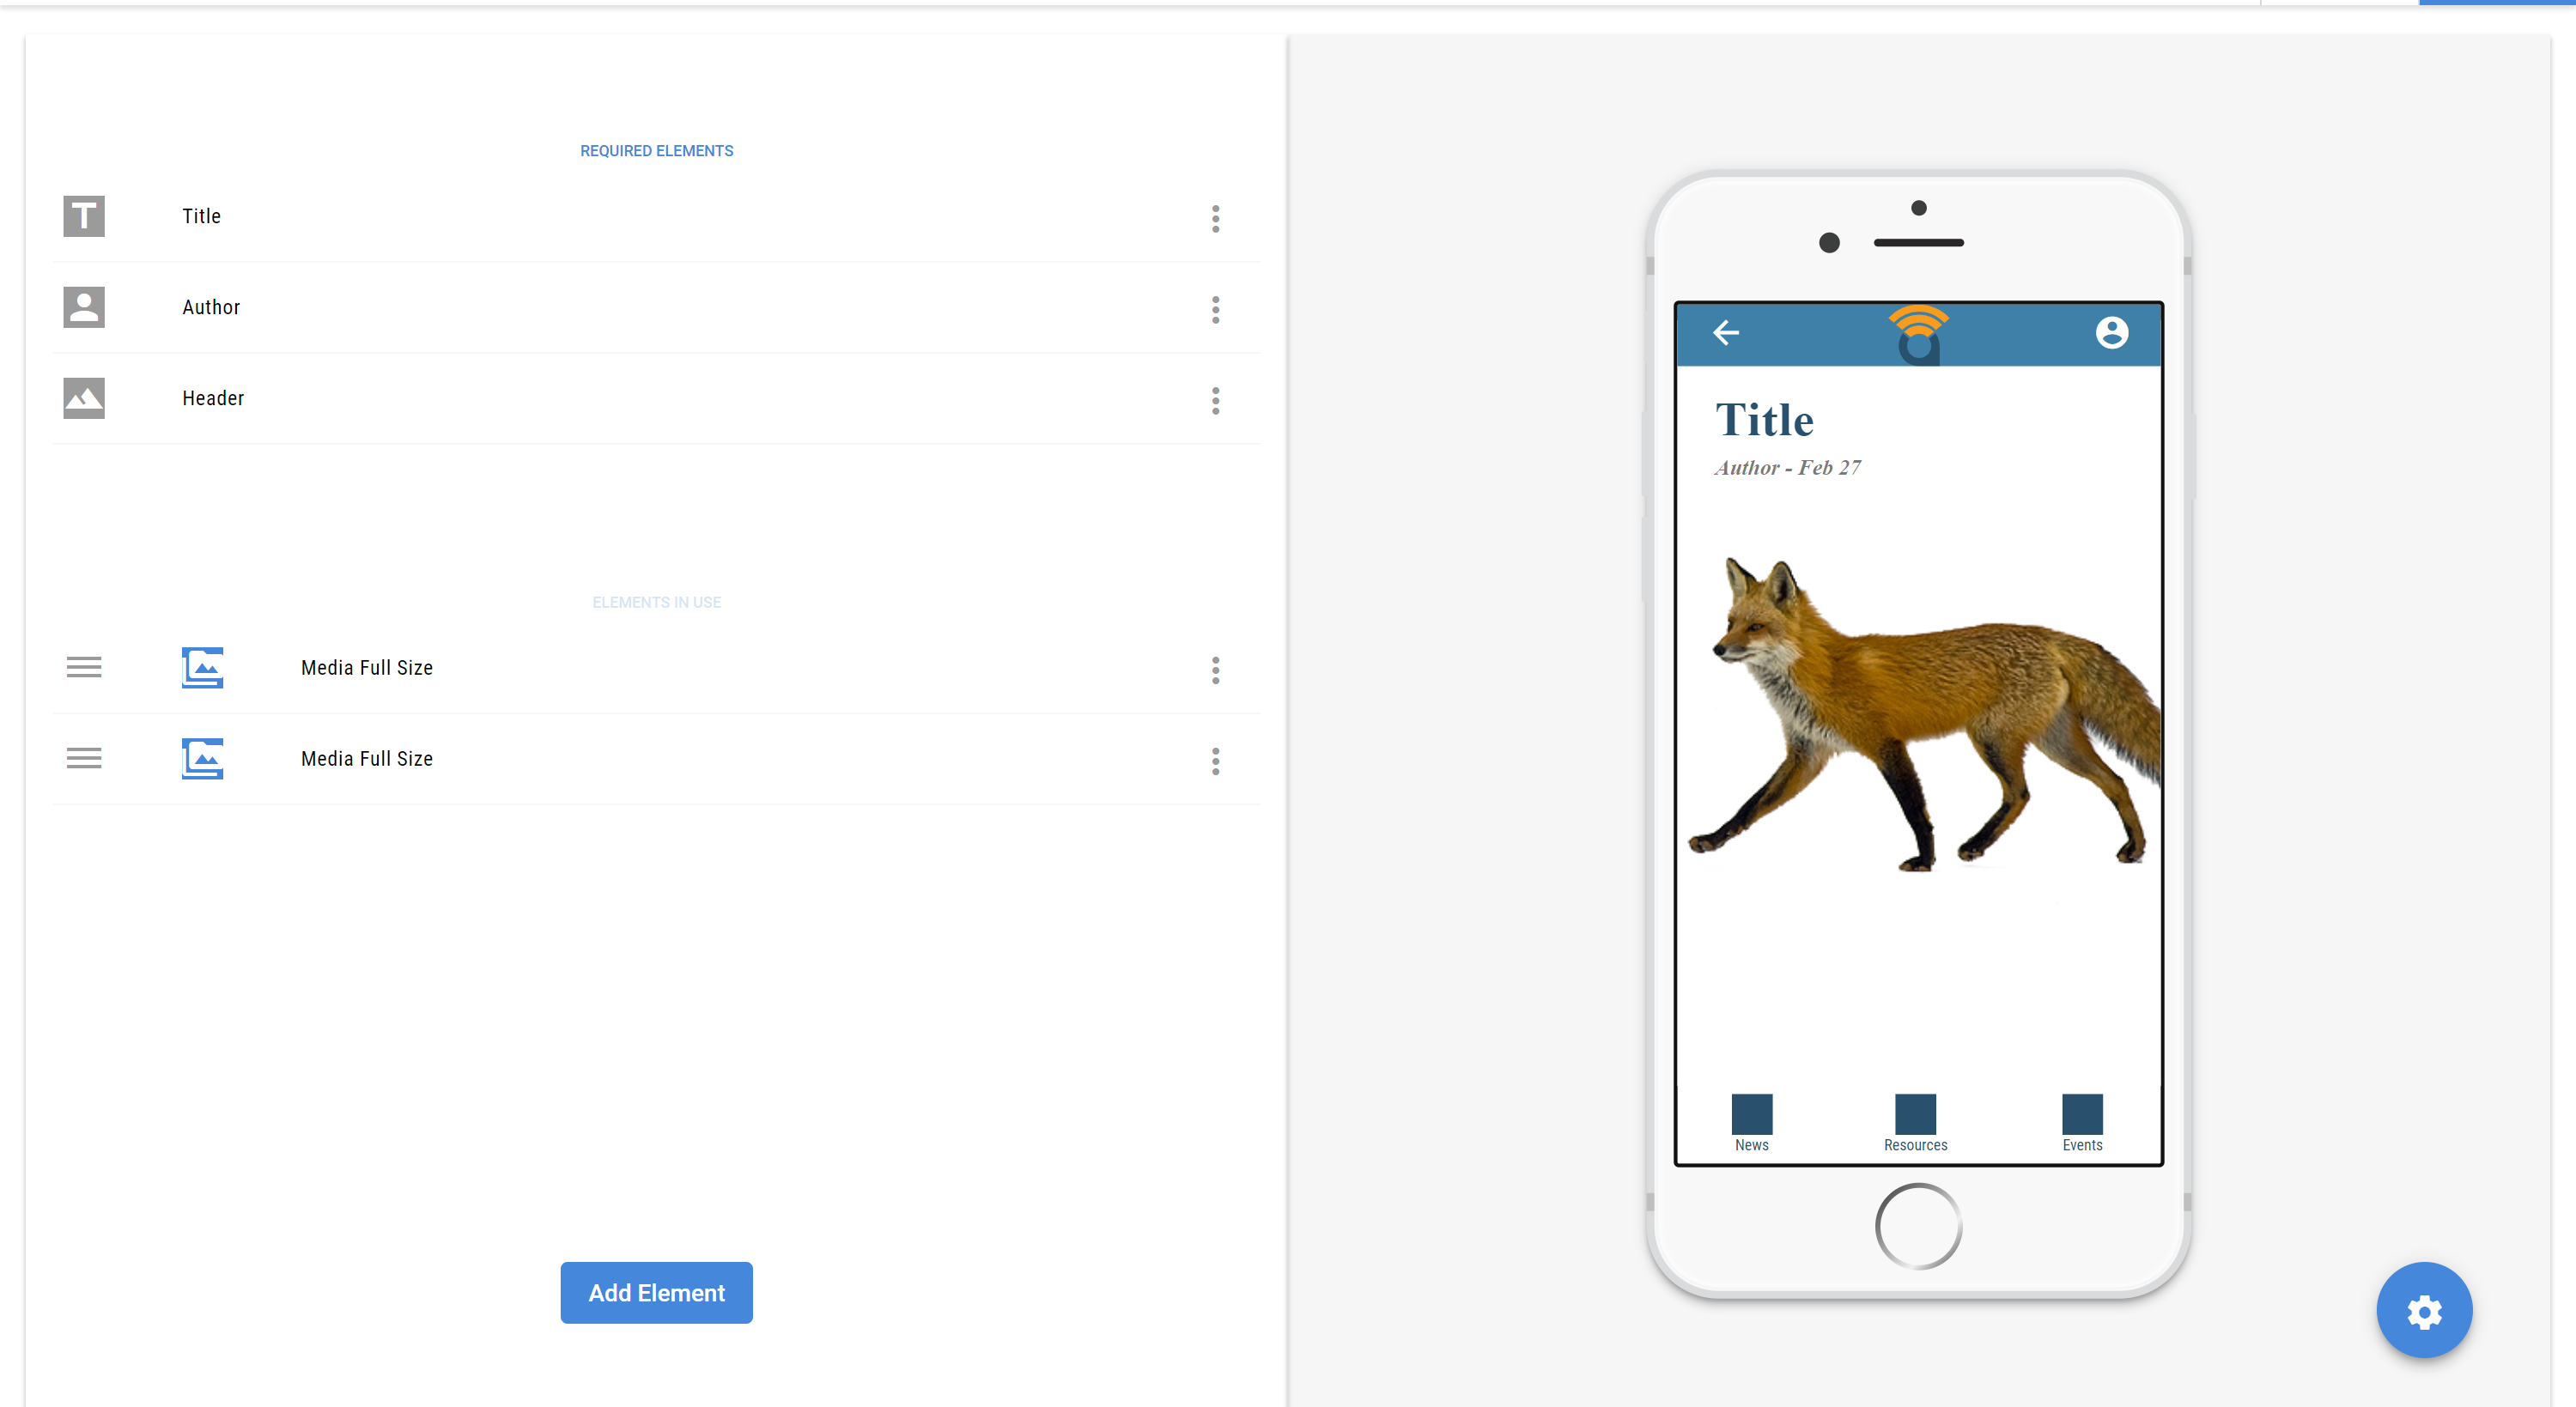 REQUIRED ELEMENTS
Title
Author
Header
ELEMENTS IN USE
Media Full Size
Media Full Size
Add Element
Title
Author - Feb 27
News
Resources
Events